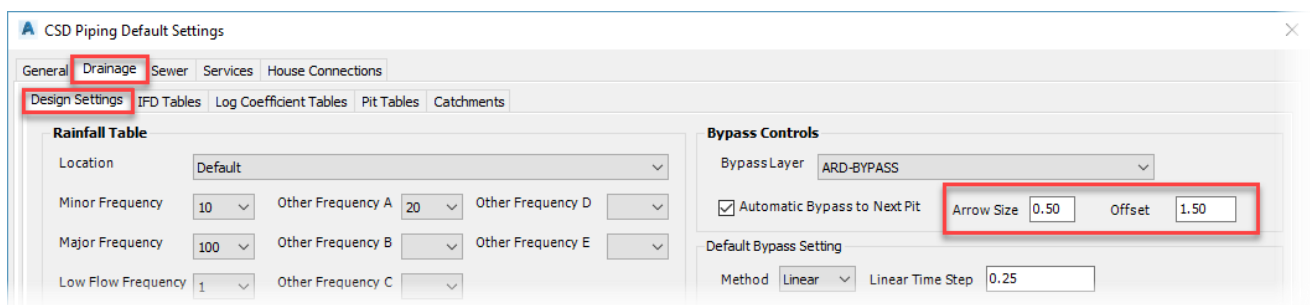 CSD Piping Default Settings
General Drainage Sewer Services House Connections
Design Settings IFD Tables Log Coefficient Tables Pit Tables Catchments
Rainfall Table
Location Default
Minor Frequency 10 Other Frequency A 20 Other Frequency D
Major Frequency 100 Other Frequency B Other Frequency E
Low Flow Frequency 1 Other Frequency C
Bypass Controls
Bypass Layer ARD-BYPASS
Automatic Bypass to Next Pit Arrow Size 0.50 Offset 1.50
Default Bypass Setting
Method Linear Linear Time Step 0.25